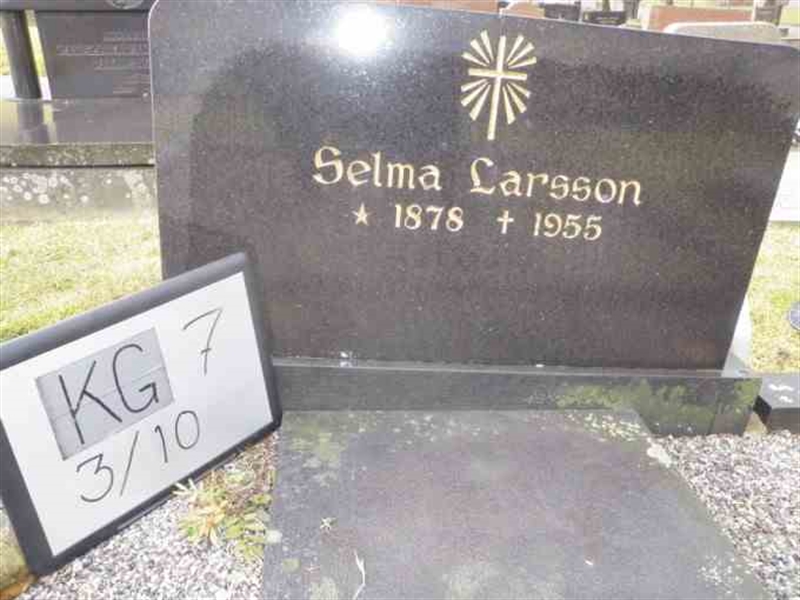 Selma Larsson
★ 1878 † 1955
KG 7
3/10